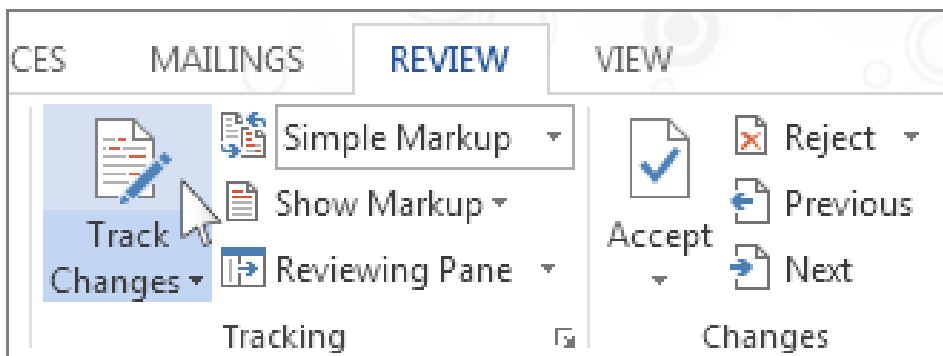 CES MAILINGS REVIEW VIEW
Simple Markup
Show Markup
Reviewing Pane
Track
Changes
Tracking
Accept
Reject
Previous
Next
Changes